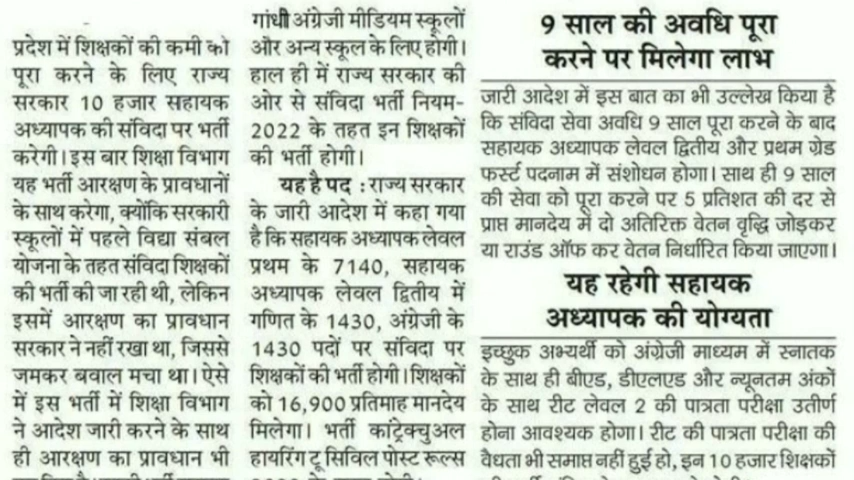 प्रदेश में शिक्षकों की कमी को
पूरा करने के लिए राज्य
सरकार 10 हजार सहायक
अध्यापक की संविदा पर भर्ती
करेगी। इस बार शिक्षा विभाग
यह भर्ती आरक्षण के प्रावधानों
के साथ करेगा, क्योंकि सरकारी
स्कूलों में पहले विद्या संबल
योजना के तहत संविदा शिक्षकों
की भर्ती की जा रही थी, लेकिन
इसमें आरक्षण का प्रावधान
सरकार ने नहीं रखा था, जिससे
जमकर बवाल मचा था। ऐसे
में इस भर्ती में शिक्षा विभाग
ने आदेश जारी करने के साथ
ही आरक्षण का प्रावधान भी
गांधी अंग्रेजी मीडियम स्कूलों
और अन्य स्कूल के लिए होगी।
हाल ही में राज्य सरकार की
ओर से संविदा भर्ती नियम-
2022 के तहत इन शिक्षकों
की भर्ती होगी।
यह है पद : राज्य सरकार
के जारी आदेश में कहा गया
है कि सहायक अध्यापक लेवल
प्रथम के 7140, सहायक
अध्यापक लेवल द्वितीय में
गणित के 1430, अंग्रेजी के
1430 पदों पर संविदा पर
शिक्षकों की भर्ती होगी। शिक्षकों
को 16,900 प्रतिमाह मानदेय
मिलेगा। भर्ती कांट्रेक्चुअल
हायरिंग टू सिविल पोस्ट रूल्स
9 साल की अवधि पूरा
करने पर मिलेगा लाभ
जारी आदेश में इस बात का भी उल्लेख किया है
कि संविदा सेवा अवधि 9 साल पूरा करने के बाद
सहायक अध्यापक लेवल द्वितीय और प्रथम ग्रेड
फर्स्ट पदनाम में संशोधन होगा। साथ ही 9 साल
की सेवा को पूरा करने पर 5 प्रतिशत की दर से
प्राप्त मानदेय में दो अतिरिक्त वेतन वृद्धि जोड़कर
या राउंड ऑफ कर वेतन निर्धारित किया जाएगा।
यह रहेगी सहायक
अध्यापक की योग्यता
इच्छुक अभ्यर्थी को अंग्रेजी माध्यम में स्नातक
के साथ ही बीएड, डीएलएड और न्यूनतम अंकों
के साथ रीट लेवल 2 की पात्रता परीक्षा उतीर्ण
होना आवश्यक होगा। रीट की पात्रता परीक्षा की
वैधता भी समाप्त नहीं हुई हो, इन 10 हजार शिक्षकों